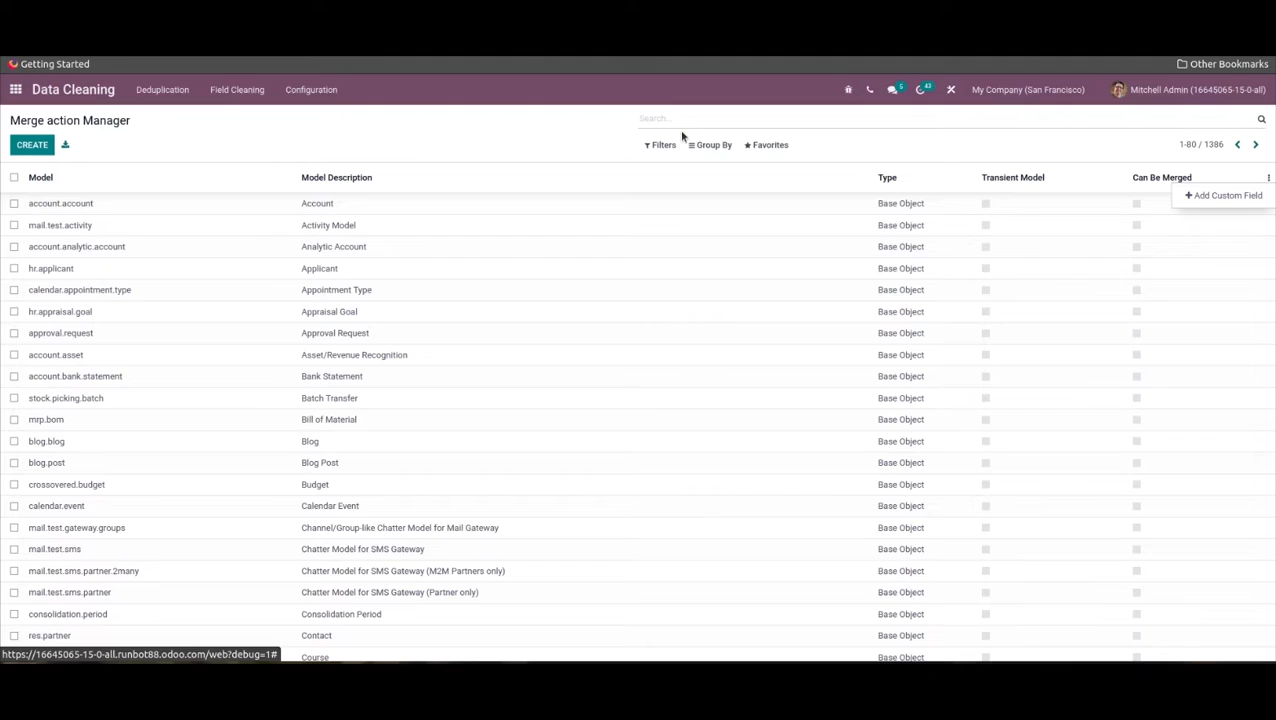 Getting Started Other Bookmarks
Data Cleaning Deduplication Field Cleaning Configuration 5 43 My Company (San Francisco) Mitchell Admin (16645065-15-0-all)
Merge action Manager Search...
CREATE Filters Group By Favorites 1-80 / 1386
Model Model Description Type Transient Model Can Be Merged
Add Custom Field
account.account Account Base Object
mail.test.activity Activity Model Base Object
account.analytic.account Analytic Account Base Object
hr.applicant Applicant Base Object
calendar.appointment.type Appointment Type Base Object
hr.appraisal.goal Appraisal Goal Base Object
approval.request Approval Request Base Object
account.asset Asset/Revenue Recognition Base Object
account.bank.statement Bank Statement Base Object
stock.picking.batch Batch Transfer Base Object
mrp.bom Bill of Material Base Object
blog.blog Blog Base Object
blog.post Blog Post Base Object
crossovered.budget Budget Base Object
calendar.event Calendar Event Base Object
mail.test.gateway.groups Channel/Group-like Chatter Model for Mail Gateway Base Object
mail.test.sms Chatter Model for SMS Gateway Base Object
mail.test.sms.partner.2many Chatter Model for SMS Gateway (M2M Partners only) Base Object
mail.test.sms.partner Chatter Model for SMS Gateway (Partner only) Base Object
consolidation.period Consolidation Period Base Object
res.partner Contact Base Object
https://16645065-15-0-all.runbot88.odoo.com/web?debug=1# Course Base Object